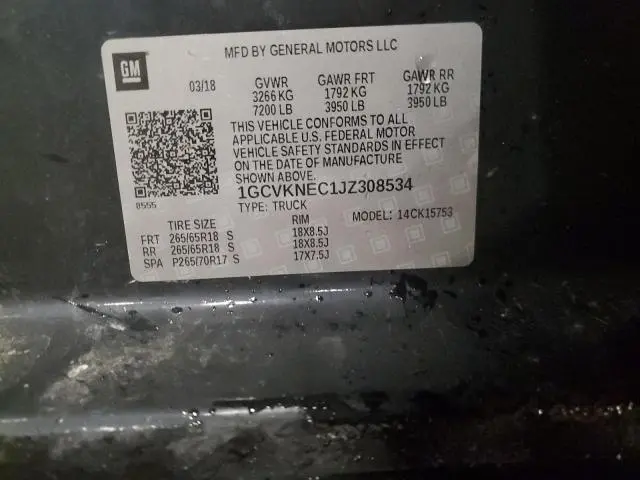 GM
MFD BY GENERAL MOTORS LLC
03/18 GVWR GAWR FRT GAWR RR
3266 KG 1792 KG 1792 KG
7200 LB 3950 LB 3950 LB
THIS VEHICLE CONFORMS TO ALL
APPLICABLE U.S. FEDERAL MOTOR
VEHICLE SAFETY STANDARDS IN EFFECT
ON THE DATE OF MANUFACTURE
SHOWN ABOVE.
8555
1GCVKNEC1JZ308534
TYPE: TRUCK MODEL: 14CK15753
TIRE SIZE RIM
FRT 265/65R18 S 18X8.5J
RR 265/65R18 S 18X8.5J
SPA P265/70R17 S 17X7.5J